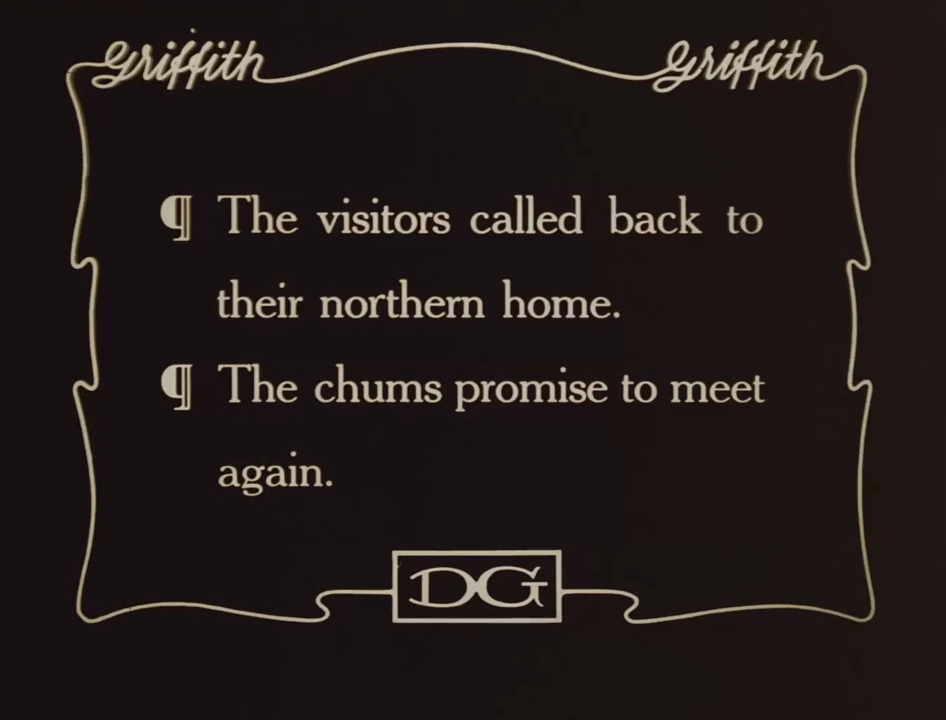 Griffith Griffith
¶ The visitors called back to
their northern home.
¶ The chums promise to meet
again.
DG